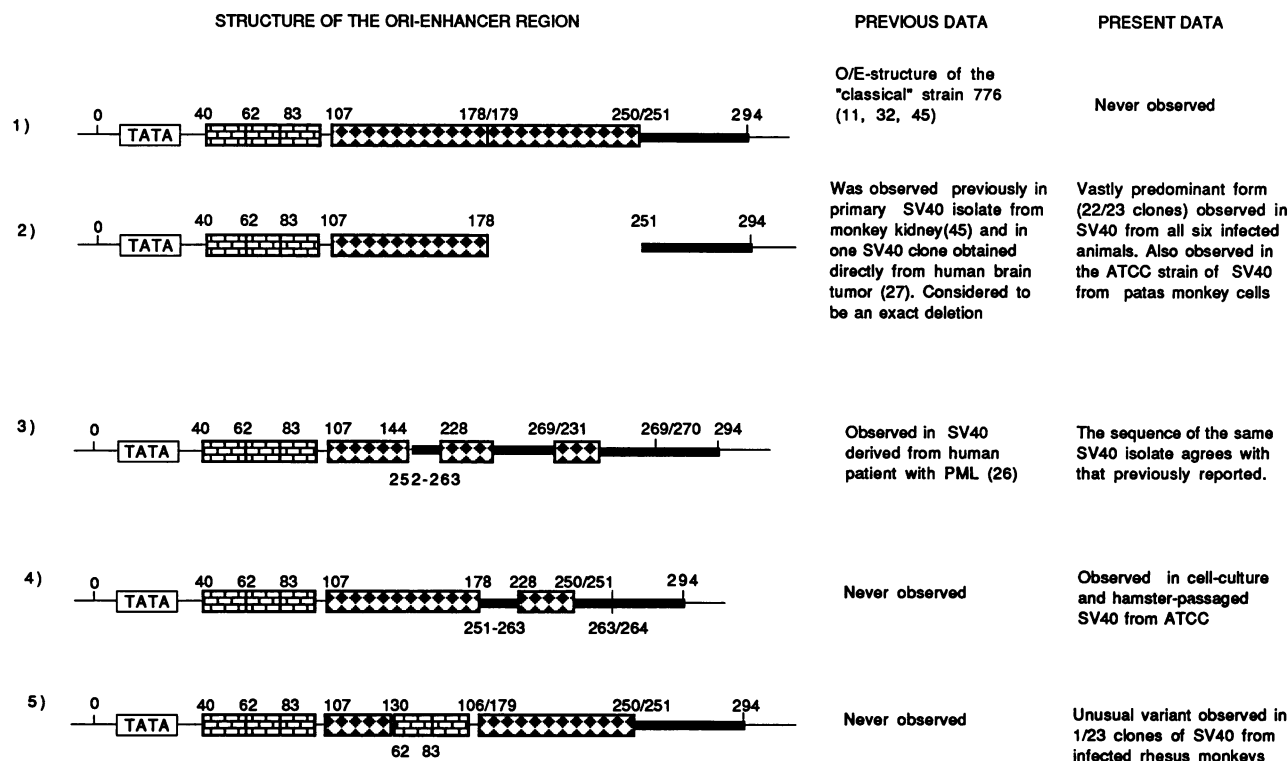 STRUCTURE OF THE ORI-ENHANCER REGION
PREVIOUS DATA
PRESENT DATA
1)
0
40 62 83 107 178/179 250/251 294
TATA
O/E-structure of the
"classical" strain 776
(11, 32, 45)
Never observed
2)
0
40 62 83 107 178 251 294
TATA
Was observed previously in
primary SV40 isolate from
monkey kidney(45) and in
one SV40 clone obtained
directly from human brain
tumor (27). Considered to
be an exact deletion
Vastly predominant form
(22/23 clones) observed in
SV40 from all six infected
animals. Also observed in
the ATCC strain of SV40
from patas monkey cells
3)
0
40 62 83 107 144 228 269/231 269/270 294
TATA
252-263
Observed in SV40
derived from human
patient with PML (26)
The sequence of the same
SV40 isolate agrees with
that previously reported.
4)
0
40 62 83 107 178 228 250/251 294
TATA
251-263 263/264
Never observed
Observed in cell-culture
and hamster-passaged
SV40 from ATCC
5)
0
40 62 83 107 130 106/179 250/251 294
TATA
62 83
Never observed
Unusual variant observed in
1/23 clones of SV40 from
infected rhesus monkeys